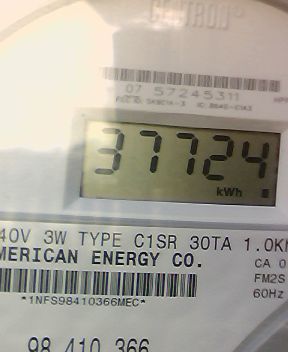 CENTRON®
07 57245311
37724
kWh
40V 3W TYPE C1SR 30TA 1.0K
MERICAN ENERGY CO.
CA 0
FM2S
60Hz
*1NFS98410366MEC*
98 410 366